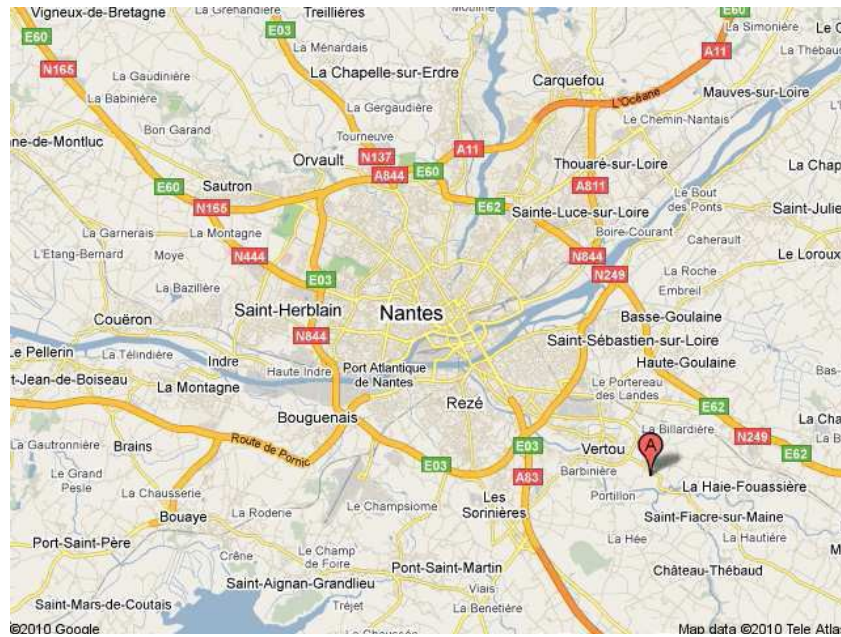 Vigneux-de-Bretagne
La Grenandière
Treillières
E60
E03
La Simonière
E60
N165
La Ménardais
La Chapelle-sur-Erdre
A11
La Gaudinière
La Babinière
Carquefou
L'Océane
Mauves-sur-Loire
La Gergaudière
Le Chemin-Nantais
Bon Garand
Tourneuve
Orvault
N137
A844
E60
A11
Thouaré-sur-Loire
E60
Sautron
A811
Le Bout
des Ponts
N165
E62
Sainte-Luce-sur-Loire
Saint-Julie
La Garnerais
La Montagne
Boire-Courant
L'Etang-Bernard
Moye
N444
N844
Caherault
Le Loroux
La Bazillère
E03
N249
La Roche
Embreil
Couëron
Saint-Herblain
Nantes
Basse-Goulaine
N844
Saint-Sébastien-sur-Loire
Le Pellerin
La Télindière
Indre
Haute Indre
Port Atlantique
de Nantes
Haute-Goulaine
t-Jean-de-Boiseau
La Montagne
Le Portereau
des Landes
Rezé
Bouguenais
E62
La Gautronnière
Brains
Route de Pornic
E03
Vertou
A
La Billardière
N249
E62
Le Grand
Pesle
E03
A83
Barbinière
La Haie-Fouassière
La Chausserie
Portillon
Bouaye
La Roderie
Le Champsiome
Les
Sorinières
Saint-Fiacre-sur-Maine
Port-Saint-Père
La Hée
La Hautière
Crêne
Le Champ
de Foire
Pont-Saint-Martin
Château-Thébaud
Saint-Aignan-Grandlieu
Viais
Saint-Mars-de-Coutais
Tréjet
La Benetière
©2010 Google
Map data ©2010 Tele Atla